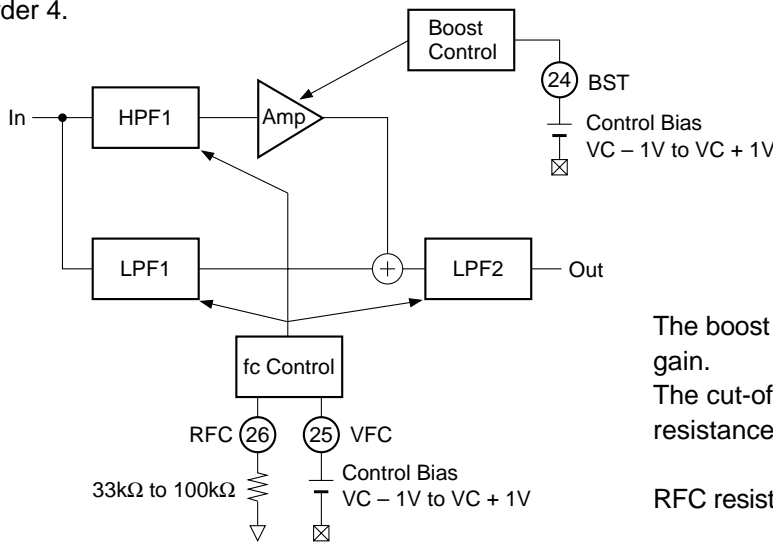 der 4.
Boost
Control
24 BST
Control Bias
VC – 1V to VC + 1V
In
HPF1
Amp
LPF1
+
LPF2
Out
fc Control
RFC 26
25 VFC
33kΩ to 100kΩ
Control Bias
VC – 1V to VC + 1V
The boost
gain.
The cut-of
resistance
RFC resist